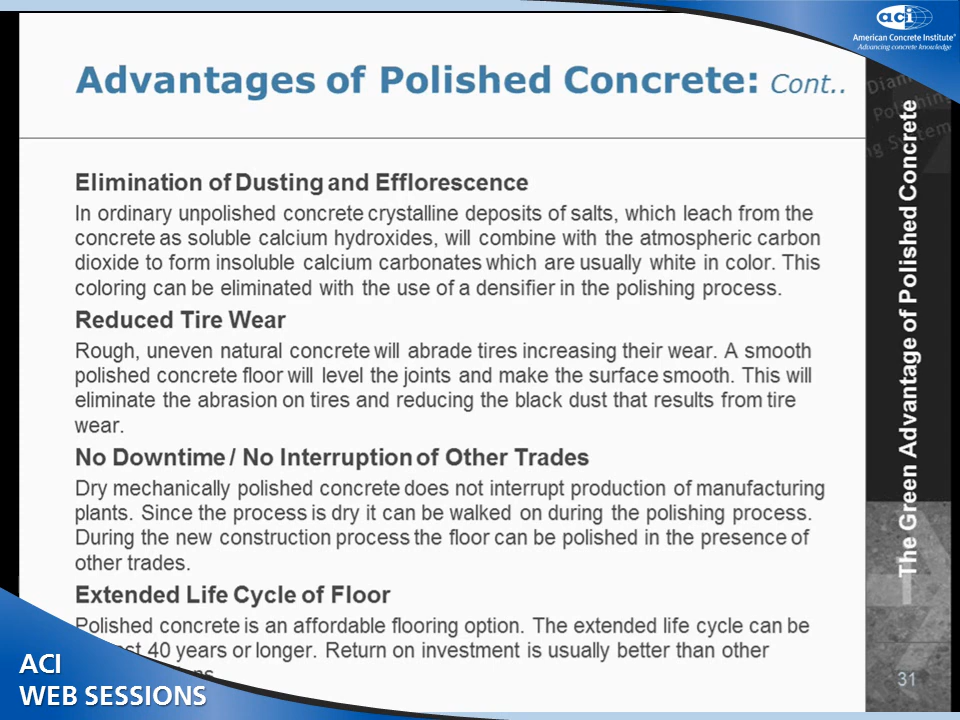 aci
American Concrete Institute®
Advancing concrete knowledge
Advantages of Polished Concrete: Cont..
Elimination of Dusting and Efflorescence
In ordinary unpolished concrete crystalline deposits of salts, which leach from the
concrete as soluble calcium hydroxides, will combine with the atmospheric carbon
dioxide to form insoluble calcium carbonates which are usually white in color. This
coloring can be eliminated with the use of a densifier in the polishing process.
Reduced Tire Wear
Rough, uneven natural concrete will abrade tires increasing their wear. A smooth
polished concrete floor will level the joints and make the surface smooth. This will
eliminate the abrasion on tires and reducing the black dust that results from tire
wear.
No Downtime / No Interruption of Other Trades
Dry mechanically polished concrete does not interrupt production of manufacturing
plants. Since the process is dry it can be walked on during the polishing process.
During the new construction process the floor can be polished in the presence of
other trades.
Extended Life Cycle of Floor
Polished concrete is an affordable flooring option. The extended life cycle can be
40 years or longer. Return on investment is usually better than other
The Green Advantage of Polished Concrete
31
ACI
WEB SESSIONS